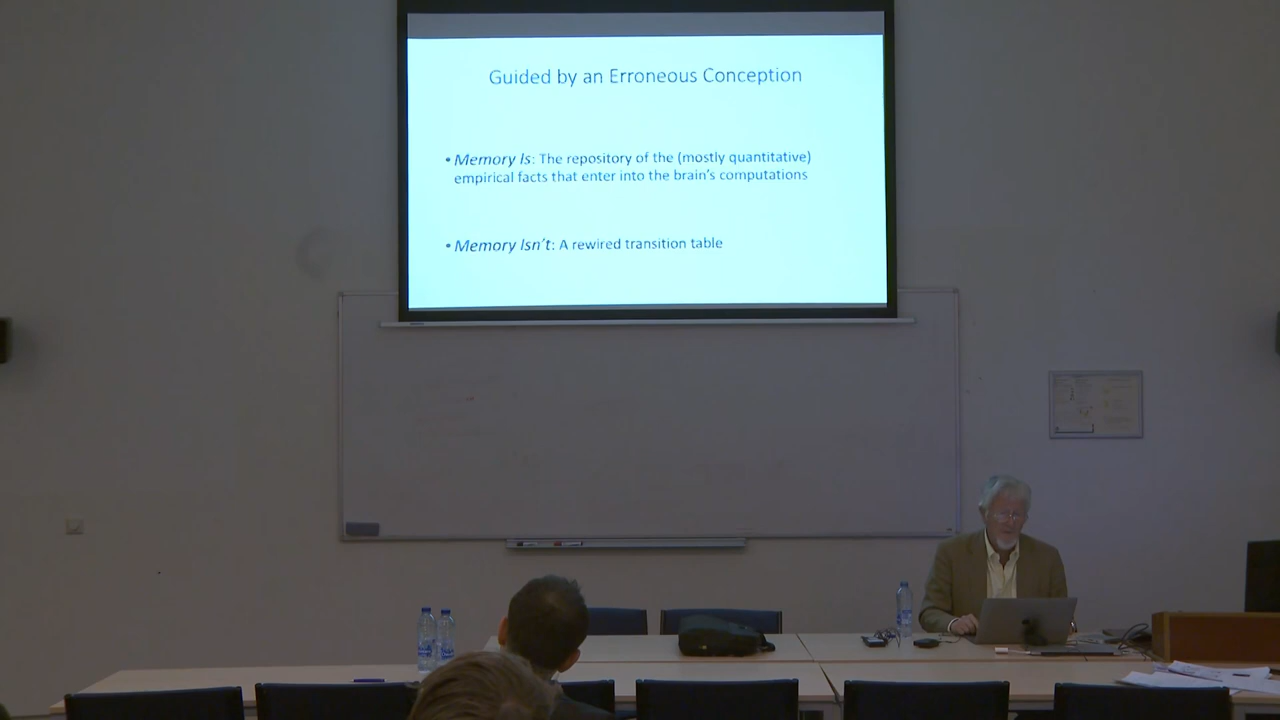 Guided by an Erroneous Conception
• Memory Is: The repository of the (mostly quantitative)
empirical facts that enter into the brain's computations
• Memory Isn't: A rewired transition table